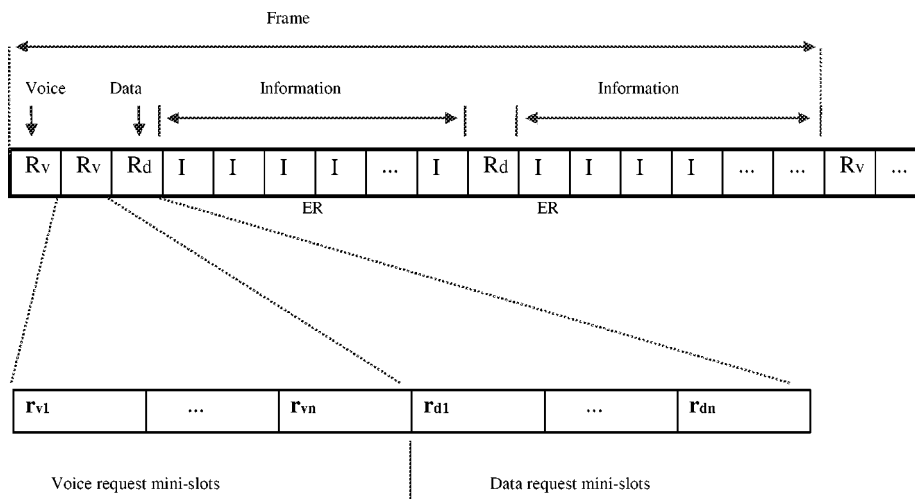 Frame
Voice Data Information Information
Rv Rv Rd I I I I ... I Rd I I I I ... ... Rv ...
ER ER
rv1 ... rvn rd1 ... rdn
Voice request mini-slots Data request mini-slots